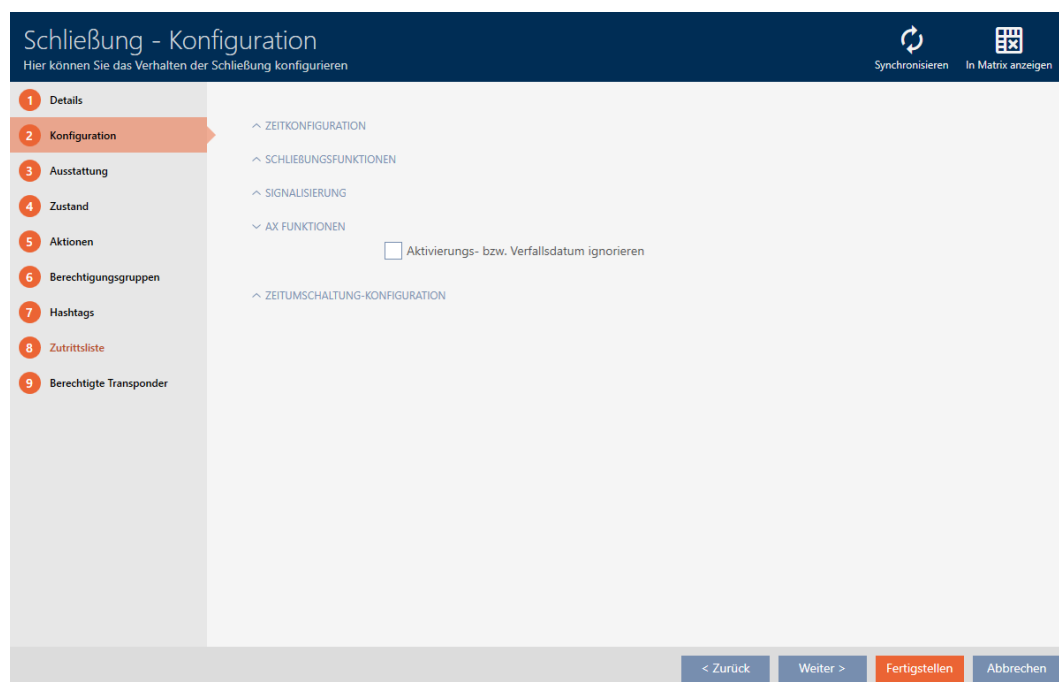 Schließung - Konfiguration
Hier können Sie das Verhalten der Schließung konfigurieren
Synchronisieren
In Matrix anzeigen
1 Details
2 Konfiguration
3 Ausstattung
4 Zustand
5 Aktionen
6 Berechtigungsgruppen
7 Hashtags
8 Zutrittsliste
9 Berechtigte Transponder
ZEITKONFIGURATION
SCHLIEßUNGSFUNKTIONEN
SIGNALISIERUNG
AX FUNKTIONEN
Aktivierungs- bzw. Verfallsdatum ignorieren
ZEITUMSCHALTUNG-KONFIGURATION
< Zurück
Weiter >
Fertigstellen
Abbrechen